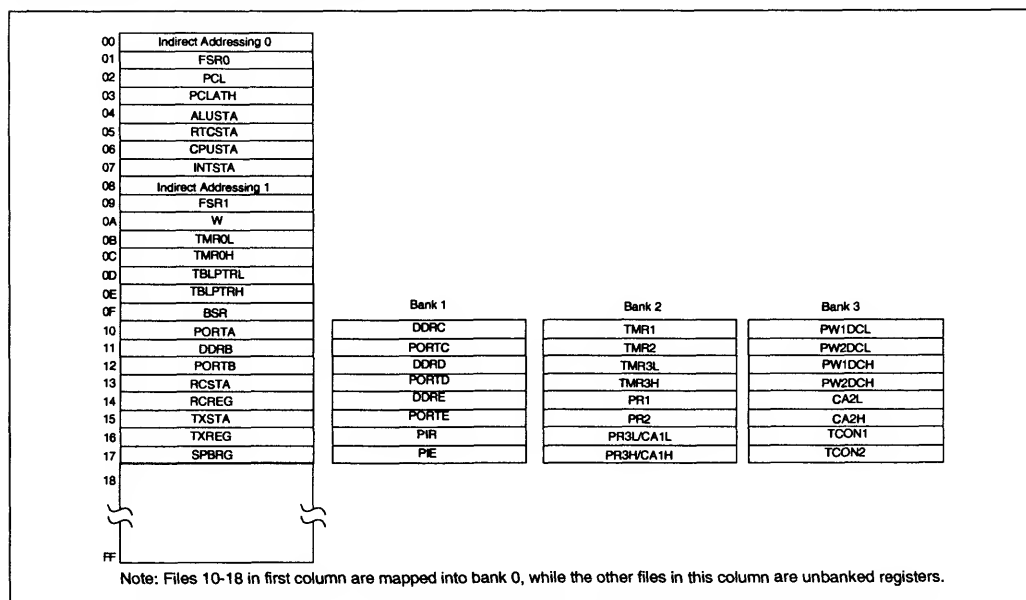 00 Indirect Addressing 0
01 FSR0
02 PCL
03 PCLATH
04 ALUSTA
05 RTCSTA
06 CPUSTA
07 INTSTA
08 Indirect Addressing 1
09 FSR1
0A W
0B TMR0L
0C TMR0H
0D TBLPTRL
0E TBLPTRH
0F BSR
Bank 1 Bank 2 Bank 3
10 PORTA DDRC TMR1 PW1DCL
11 DDRB PORTC TMR2 PW2DCL
12 PORTB DDRD TMR3L PW1DCH
13 RCSTA PORTD TMR3H PW2DCH
14 RCREG DDRE PR1 CA2L
15 TXSTA PORTE PR2 CA2H
16 TXREG PIR PR3L/CA1L TCON1
17 SPBRG PIE PR3H/CA1H TCON2
18
FF
Note: Files 10-18 in first column are mapped into bank 0, while the other files in this column are unbanked registers.